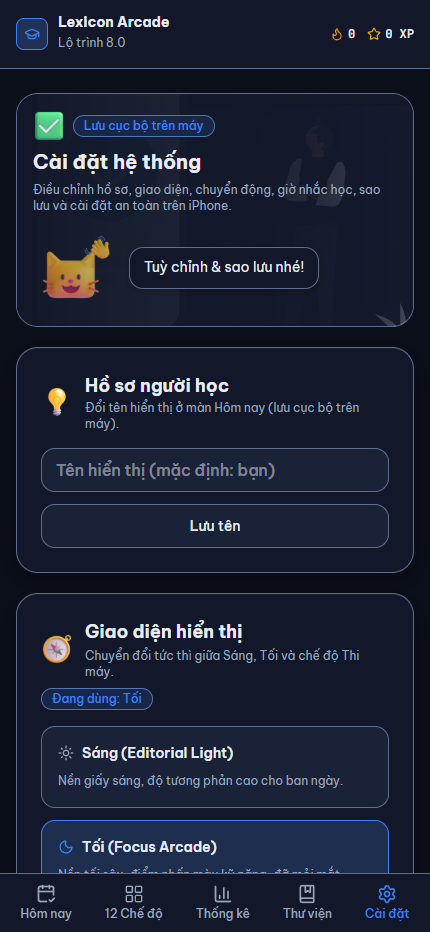 Lexicon Arcade
Lộ trình 8.0
0
0 XP
Lưu cục bộ trên máy
Cài đặt hệ thống
Điều chỉnh hồ sơ, giao diện, chuyển động, giờ nhắc học, sao
lưu và cài đặt an toàn trên iPhone.
Tuỳ chỉnh & sao lưu nhé!
Hồ sơ người học
Đổi tên hiển thị ở màn Hôm nay (lưu cục bộ trên
máy).
Tên hiển thị (mặc định: bạn)
Lưu tên
Giao diện hiển thị
Chuyển đổi tức thì giữa Sáng, Tối và chế độ Thi
máy.
Đang dùng: Tối
Sáng (Editorial Light)
Nền giấy sáng, độ tương phản cao cho ban ngày.
Tối (Focus Arcade)
Hôm nay
12 Chế độ
Thống kê
Thư viện
Cài đặt